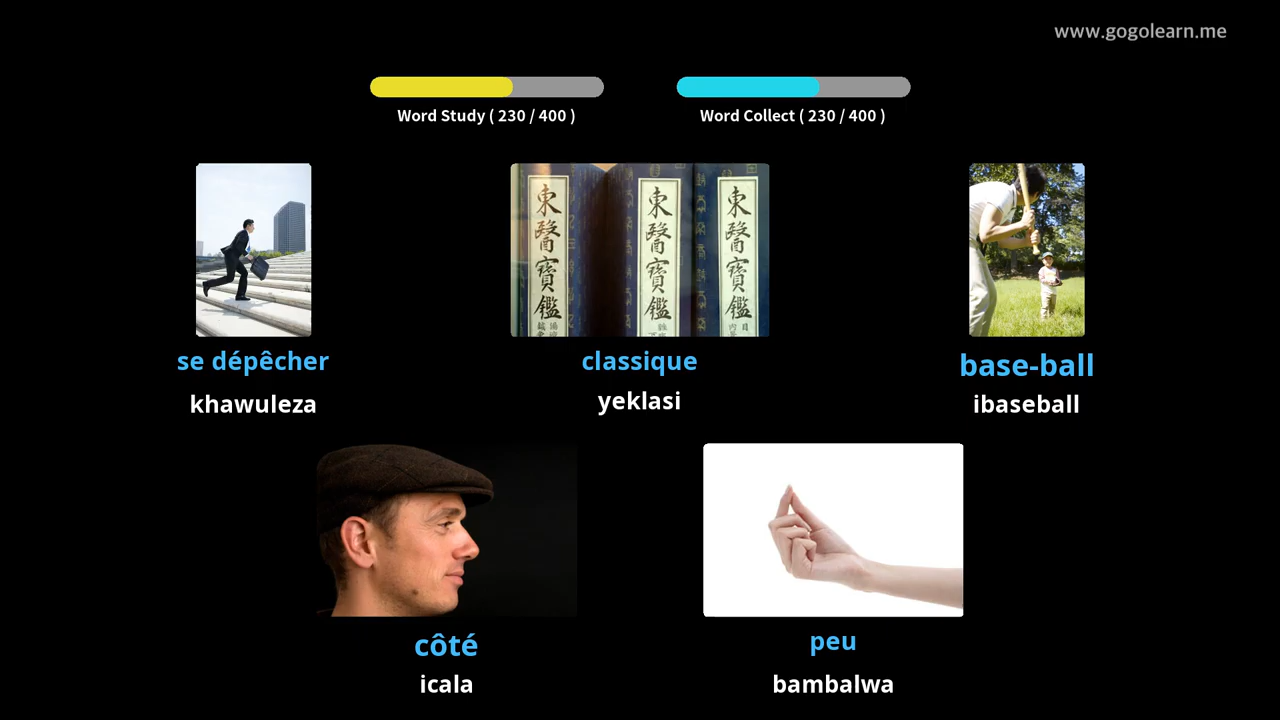 www.gogolearn.me
Word Study ( 230 / 400 )
Word Collect ( 230 / 400 )
東醫寶鑑
東醫寶鑑
東醫寶鑑
se dépêcher
khawuleza
classique
yeklasi
base-ball
ibaseball
côté
icala
peu
bambalwa